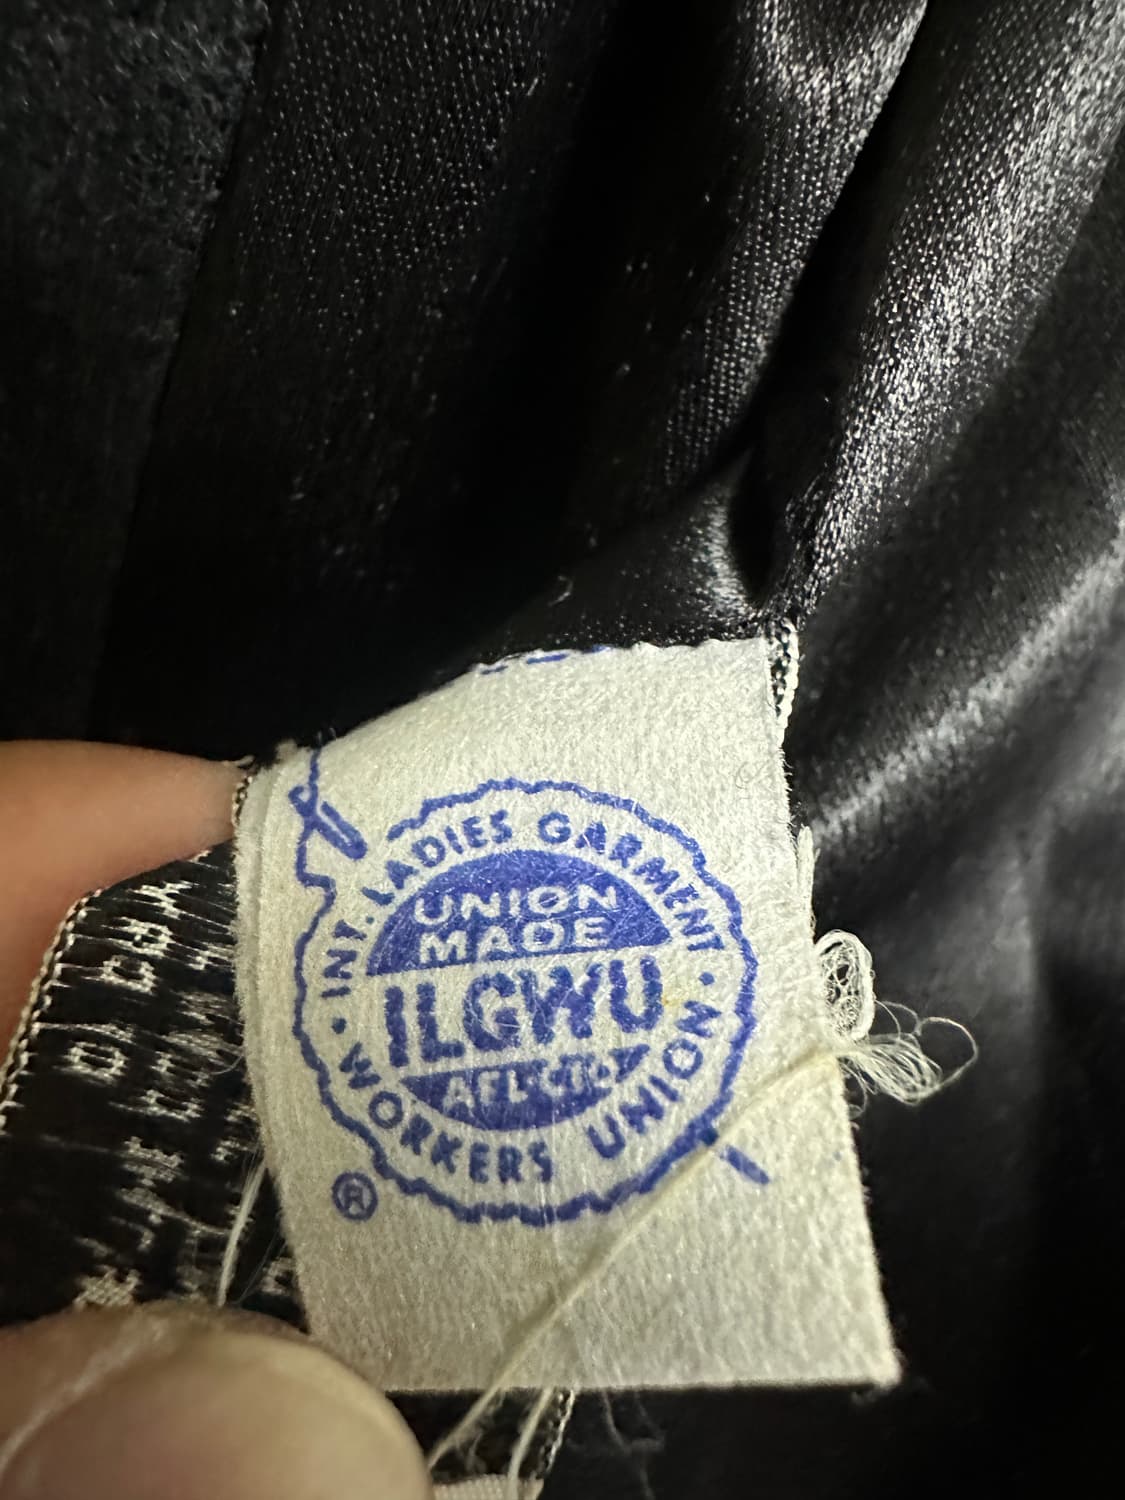 INT. LADIES GARMENT
UNION
MADE
ILGWU
AFL-CIO
WORKERS UNION
®